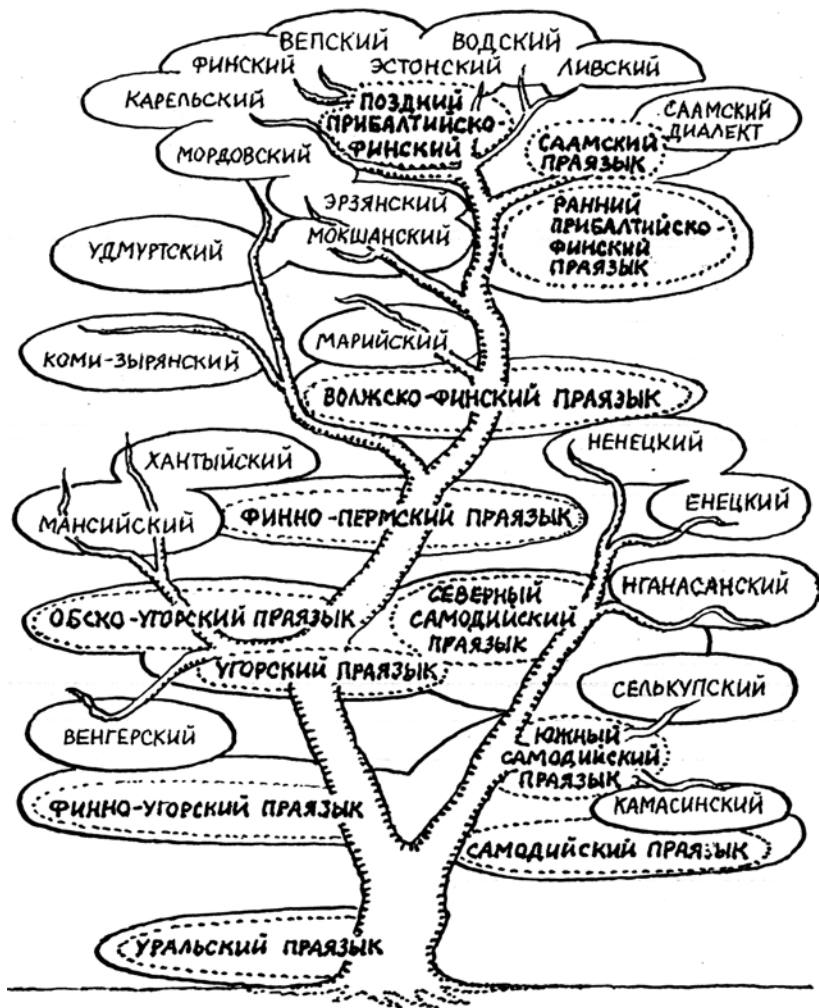 ВЕПСКИЙ
ВОДСКИЙ
ФИНСКИЙ
ЭСТОНСКИЙ
ЛИВСКИЙ
КАРЕЛЬСКИЙ
ПОЗДНИЙ
ПРИБАЛТИЙСКО-
ФИНСКИЙ
СААМСКИЙ
ДИАЛЕКТ
СААМСКИЙ
ПРАЯЗЫК
МОРДОВСКИЙ
ЭРЗЯНСКИЙ
МОКШАНСКИЙ
РАННИЙ
ПРИБАЛТИЙСКО-
ФИНСКИЙ
ПРАЯЗЫК
УДМУРТСКИЙ
КОМИ-ЗЫРЯНСКИЙ
МАРИЙСКИЙ
ВОЛЖСКО-ФИНСКИЙ ПРАЯЗЫК
ХАНТЫЙСКИЙ
НЕНЕЦКИЙ
МАНСИЙСКИЙ
ФИННО-ПЕРМСКИЙ ПРАЯЗЫК
ЕНЕЦКИЙ
НГАНАСАНСКИЙ
ОБСКО-УГОРСКИЙ ПРАЯЗЫК
СЕВЕРНЫЙ
САМОДИЙСКИЙ
ПРАЯЗЫК
УГОРСКИЙ ПРАЯЗЫК
СЕЛЬКУПСКИЙ
ВЕНГЕРСКИЙ
ЮЖНЫЙ
САМОДИЙСКИЙ
ПРАЯЗЫК
ФИННО-УГОРСКИЙ ПРАЯЗЫК
КАМАСИНСКИЙ
САМОДИЙСКИЙ ПРАЯЗЫК
УРАЛЬСКИЙ ПРАЯЗЫК